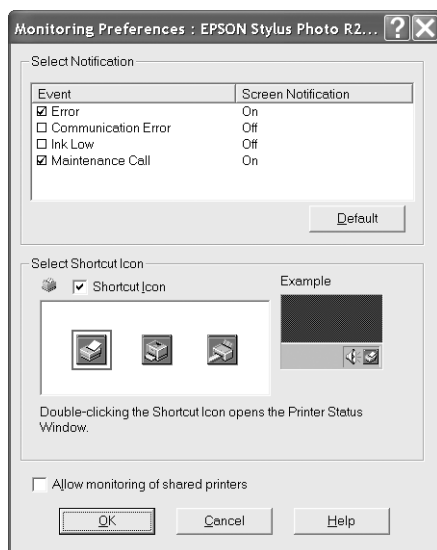 Monitoring Preferences : EPSON Stylus Photo R2...
Select Notification
Event Screen Notification
Error On
Communication Error Off
Ink Low Off
Maintenance Call On
Default
Select Shortcut Icon
Shortcut Icon Example
Double-clicking the Shortcut Icon opens the Printer Status
Window.
Allow monitoring of shared printers
OK Cancel Help